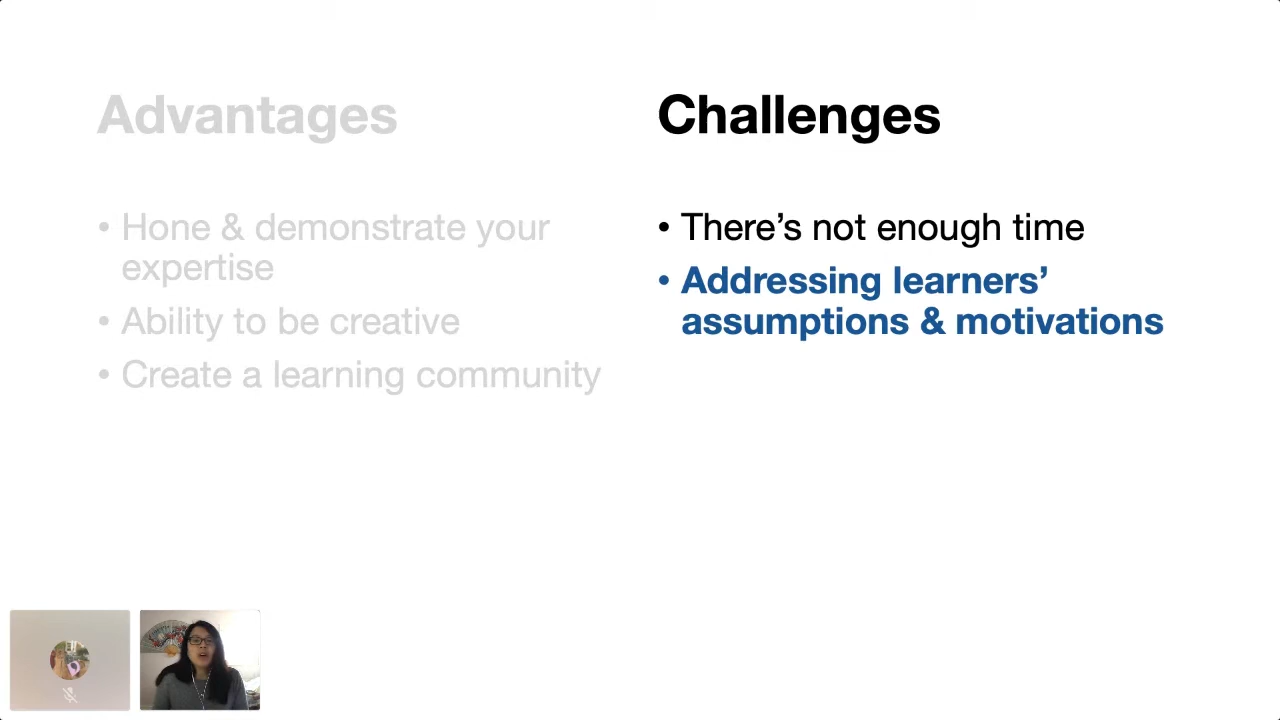 Advantages
• Hone & demonstrate your
expertise
• Ability to be creative
• Create a learning community
Challenges
• There’s not enough time
• Addressing learners’
assumptions & motivations